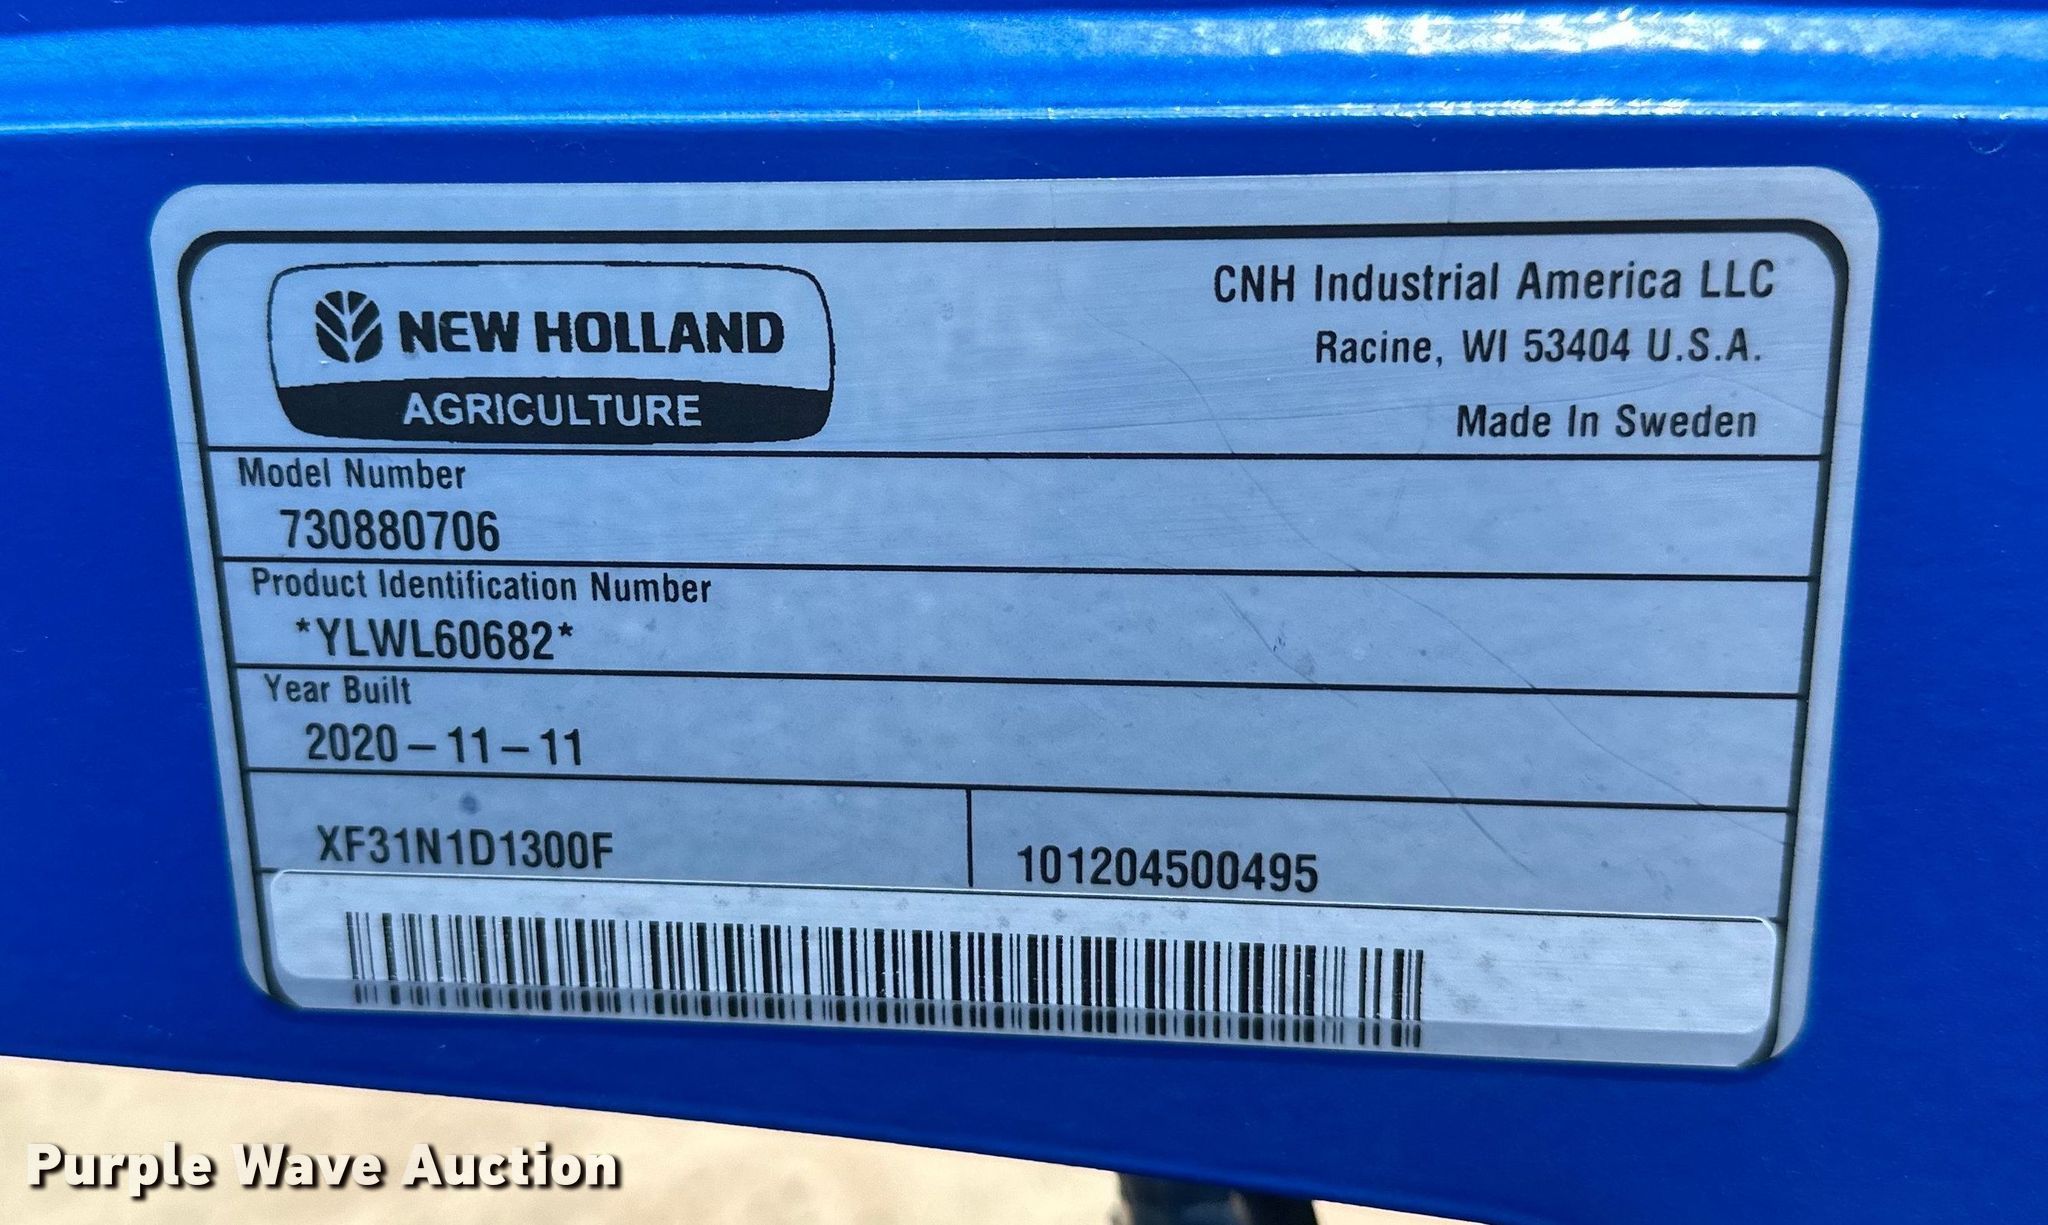 NEW HOLLAND
AGRICULTURE
CNH Industrial America LLC
Racine, WI 53404 U.S.A.
Made In Sweden
Model Number
730880706
Product Identification Number
*YLWL60682*
Year Built
2020-11-11
XF31N1D1300F
101204500495
Purple Wave Auction